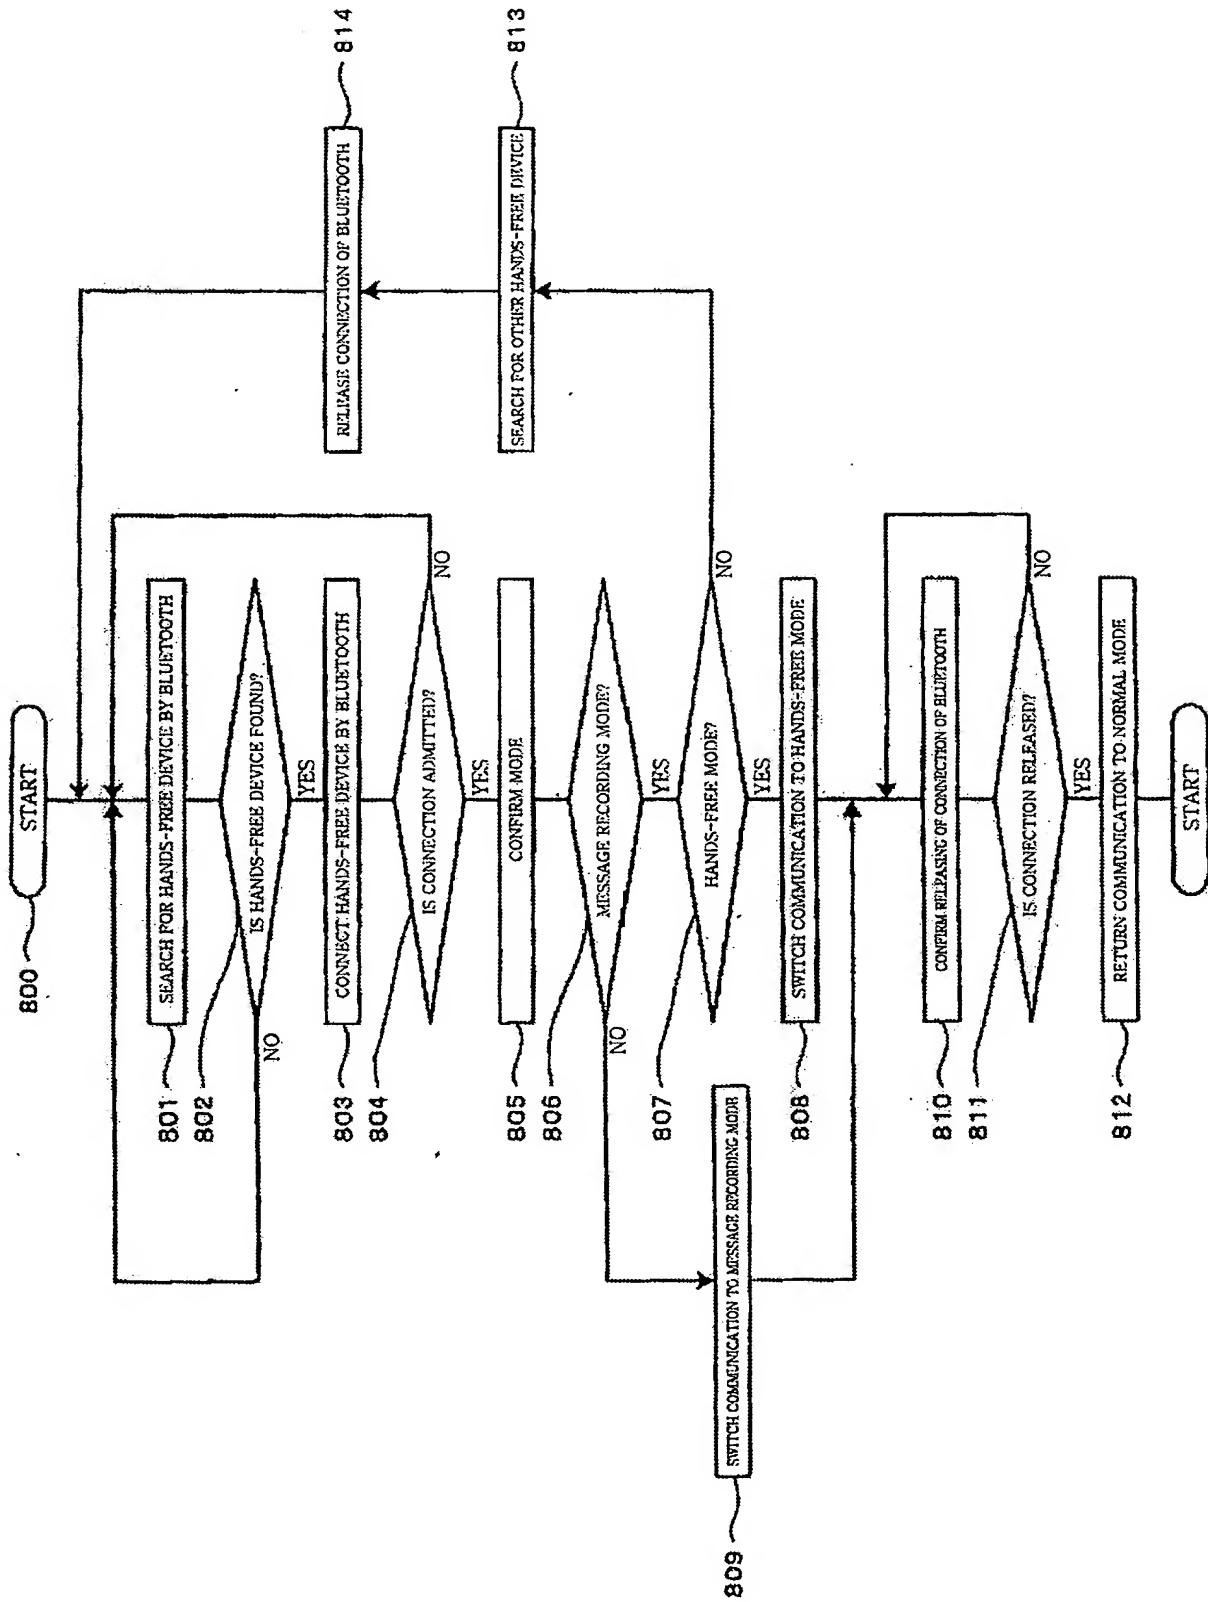 800
START
801
SEARCH FOR HANDS-FREE DEVICE BY BLUETOOTH
802
IS HANDS-FREE DEVICE FOUND?
NO
YES
803
CONNECT HANDS-FREE DEVICE BY BLUETOOTH
804
IS CONNECTION ADMITTED?
NO
YES
805
CONFIRM MODE
806
MESSAGE RECORDING MODE?
NO
YES
807
HANDS-FREE MODE?
NO
YES
808
SWITCH COMMUNICATION TO HANDS-FREE MODE
809
SWITCH COMMUNICATION TO MESSAGE RECORDING MODE
810
CONFIRM RELEASING OF CONNECTION OF BLUETOOTH
811
IS CONNECTION RELEASED?
NO
YES
812
RETURN COMMUNICATION TO NORMAL MODE
START
SEARCH FOR OTHER HANDS-FREE DEVICE
813
RELEASE CONNECTION OF BLUETOOTH
814